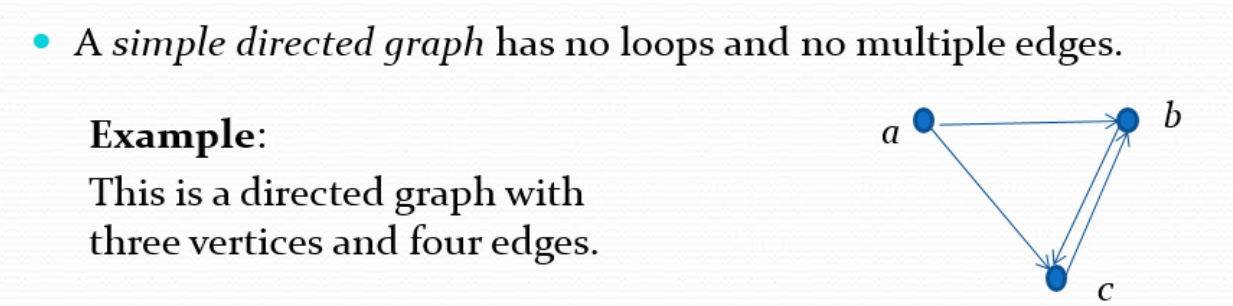 A simple directed graph has no loops and no multiple edges.
Example:
This is a directed graph with
three vertices and four edges.
a
b
c